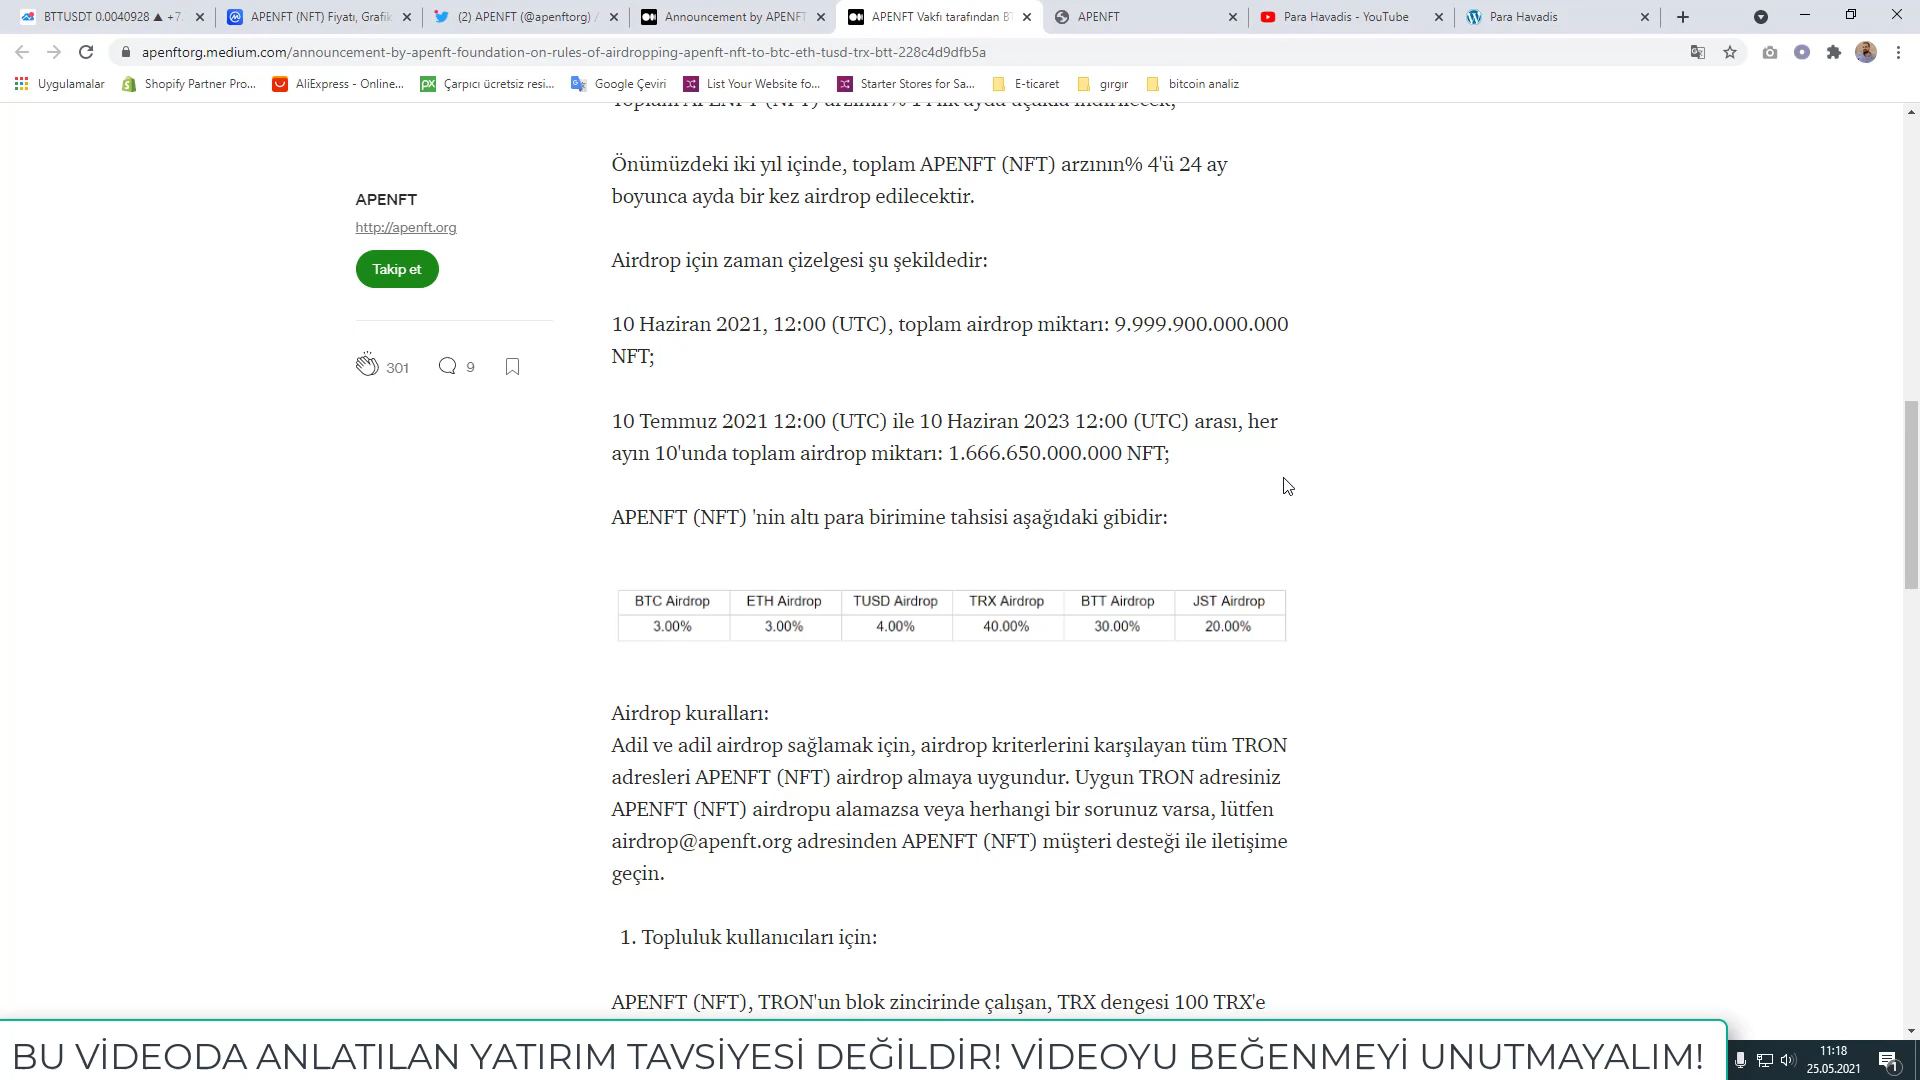 BTTUSDT 0.0040928 ▲ +7.
APENFT (NFT) Fiyatı, Grafik
(2) APENFT (@apenftorg) /
Announcement by APENFT
APENFT Vakfı tarafından BT
APENFT
Para Havadis - YouTube
Para Havadis
apenftorg.medium.com/announcement-by-apenft-foundation-on-rules-of-airdropping-apenft-nft-to-btc-eth-tusd-trx-btt-228c4d9dfb5a
Uygulamalar
Shopify Partner Pro...
AliExpress - Online...
Çarpıcı ücretsiz resi...
Google Çeviri
List Your Website fo...
Starter Stores for Sa...
E-ticaret
gırgır
bitcoin analiz
Önümüzdeki iki yıl içinde, toplam APENFT (NFT) arzının% 4'ü 24 ay
boyunca ayda bir kez airdrop edilecektir.
APENFT
http://apenft.org
Takip et
301
9
Airdrop için zaman çizelgesi şu şekildedir:
10 Haziran 2021, 12:00 (UTC), toplam airdrop miktarı: 9.999.900.000.000
NFT;
10 Temmuz 2021 12:00 (UTC) ile 10 Haziran 2023 12:00 (UTC) arası, her
ayın 10'unda toplam airdrop miktarı: 1.666.650.000.000 NFT;
APENFT (NFT) 'nin altı para birimine tahsisi aşağıdaki gibidir:
BTC Airdrop ETH Airdrop TUSD Airdrop TRX Airdrop BTT Airdrop JST Airdrop
3.00% 3.00% 4.00% 40.00% 30.00% 20.00%
Airdrop kuralları:
Adil ve adil airdrop sağlamak için, airdrop kriterlerini karşılayan tüm TRON
adresleri APENFT (NFT) airdrop almaya uygundur. Uygun TRON adresiniz
APENFT (NFT) airdropu alamazsa veya herhangi bir sorunuz varsa, lütfen
airdrop@apenft.org adresinden APENFT (NFT) müşteri desteği ile iletişime
geçin.
1. Topluluk kullanıcıları için:
APENFT (NFT), TRON'un blok zincirinde çalışan, TRX dengesi 100 TRX'e
BU VİDEODA ANLATILAN YATIRIM TAVSİYESİ DEĞİLDİR! VİDEOYU BEĞENMEYİ UNUTMAYALIM!
11:18
25.05.2021
1